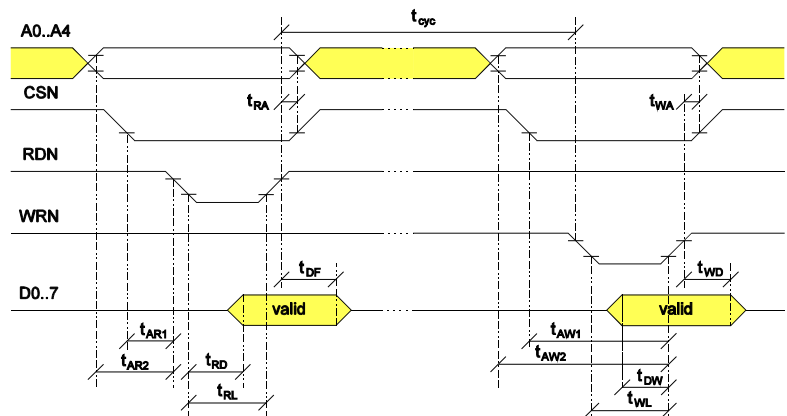 t_cyc
A0..A4
CSN
t_RA
t_WA
RDN
WRN
t_DF
t_WD
D0..7
valid
valid
t_AR1
t_AW1
t_AR2
t_RD
t_AW2
t_DW
t_RL
t_WL